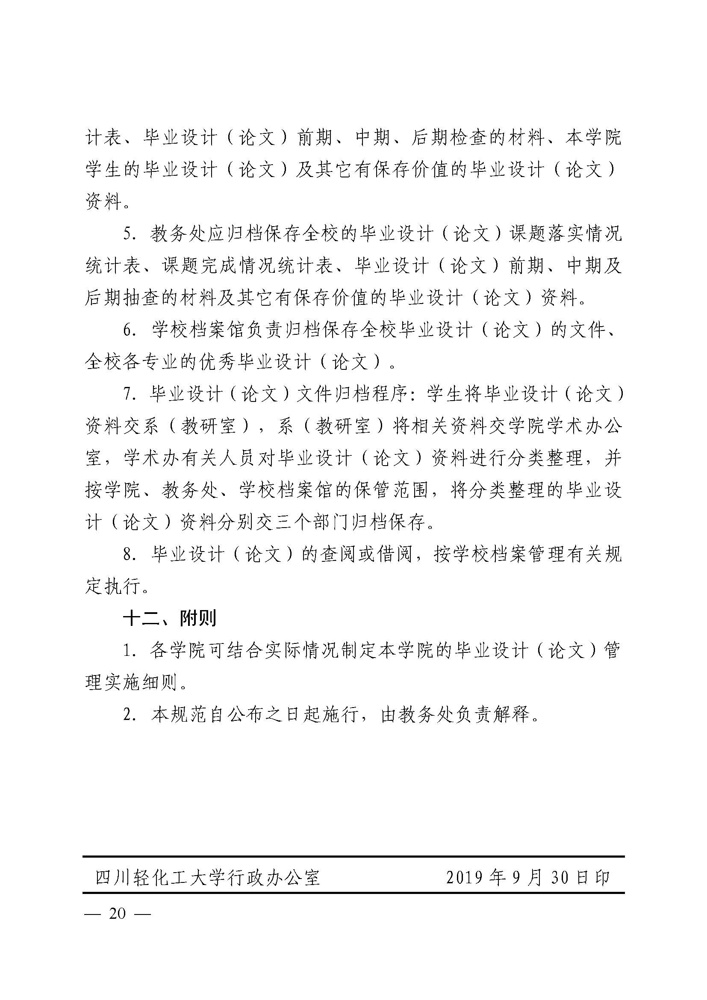 计表、毕业设计（论文）前期、中期、后期检查的材料、本学院
学生的毕业设计（论文）及其它有保存价值的毕业设计（论文）
资料。
5. 教务处应归档保存全校的毕业设计（论文）课题落实情况
统计表、课题完成情况统计表、毕业设计（论文）前期、中期及
后期抽查的材料及其它有保存价值的毕业设计（论文）资料。
6. 学校档案馆负责归档保存全校毕业设计（论文）的文件、
全校各专业的优秀毕业设计（论文）。
7. 毕业设计（论文）文件归档程序：学生将毕业设计（论文）
资料交系（教研室），系（教研室）将相关资料交学院学术办公
室，学术办有关人员对毕业设计（论文）资料进行分类整理，并
按学院、教务处、学校档案馆的保管范围，将分类整理的毕业设
计（论文）资料分别交三个部门归档保存。
8. 毕业设计（论文）的查阅或借阅，按学校档案管理有关规
定执行。
十二、附则
1. 各学院可结合实际情况制定本学院的毕业设计（论文）管
理实施细则。
2. 本规范自公布之日起施行，由教务处负责解释。
四川轻化工大学行政办公室 2019 年 9 月 30 日印
— 20 —